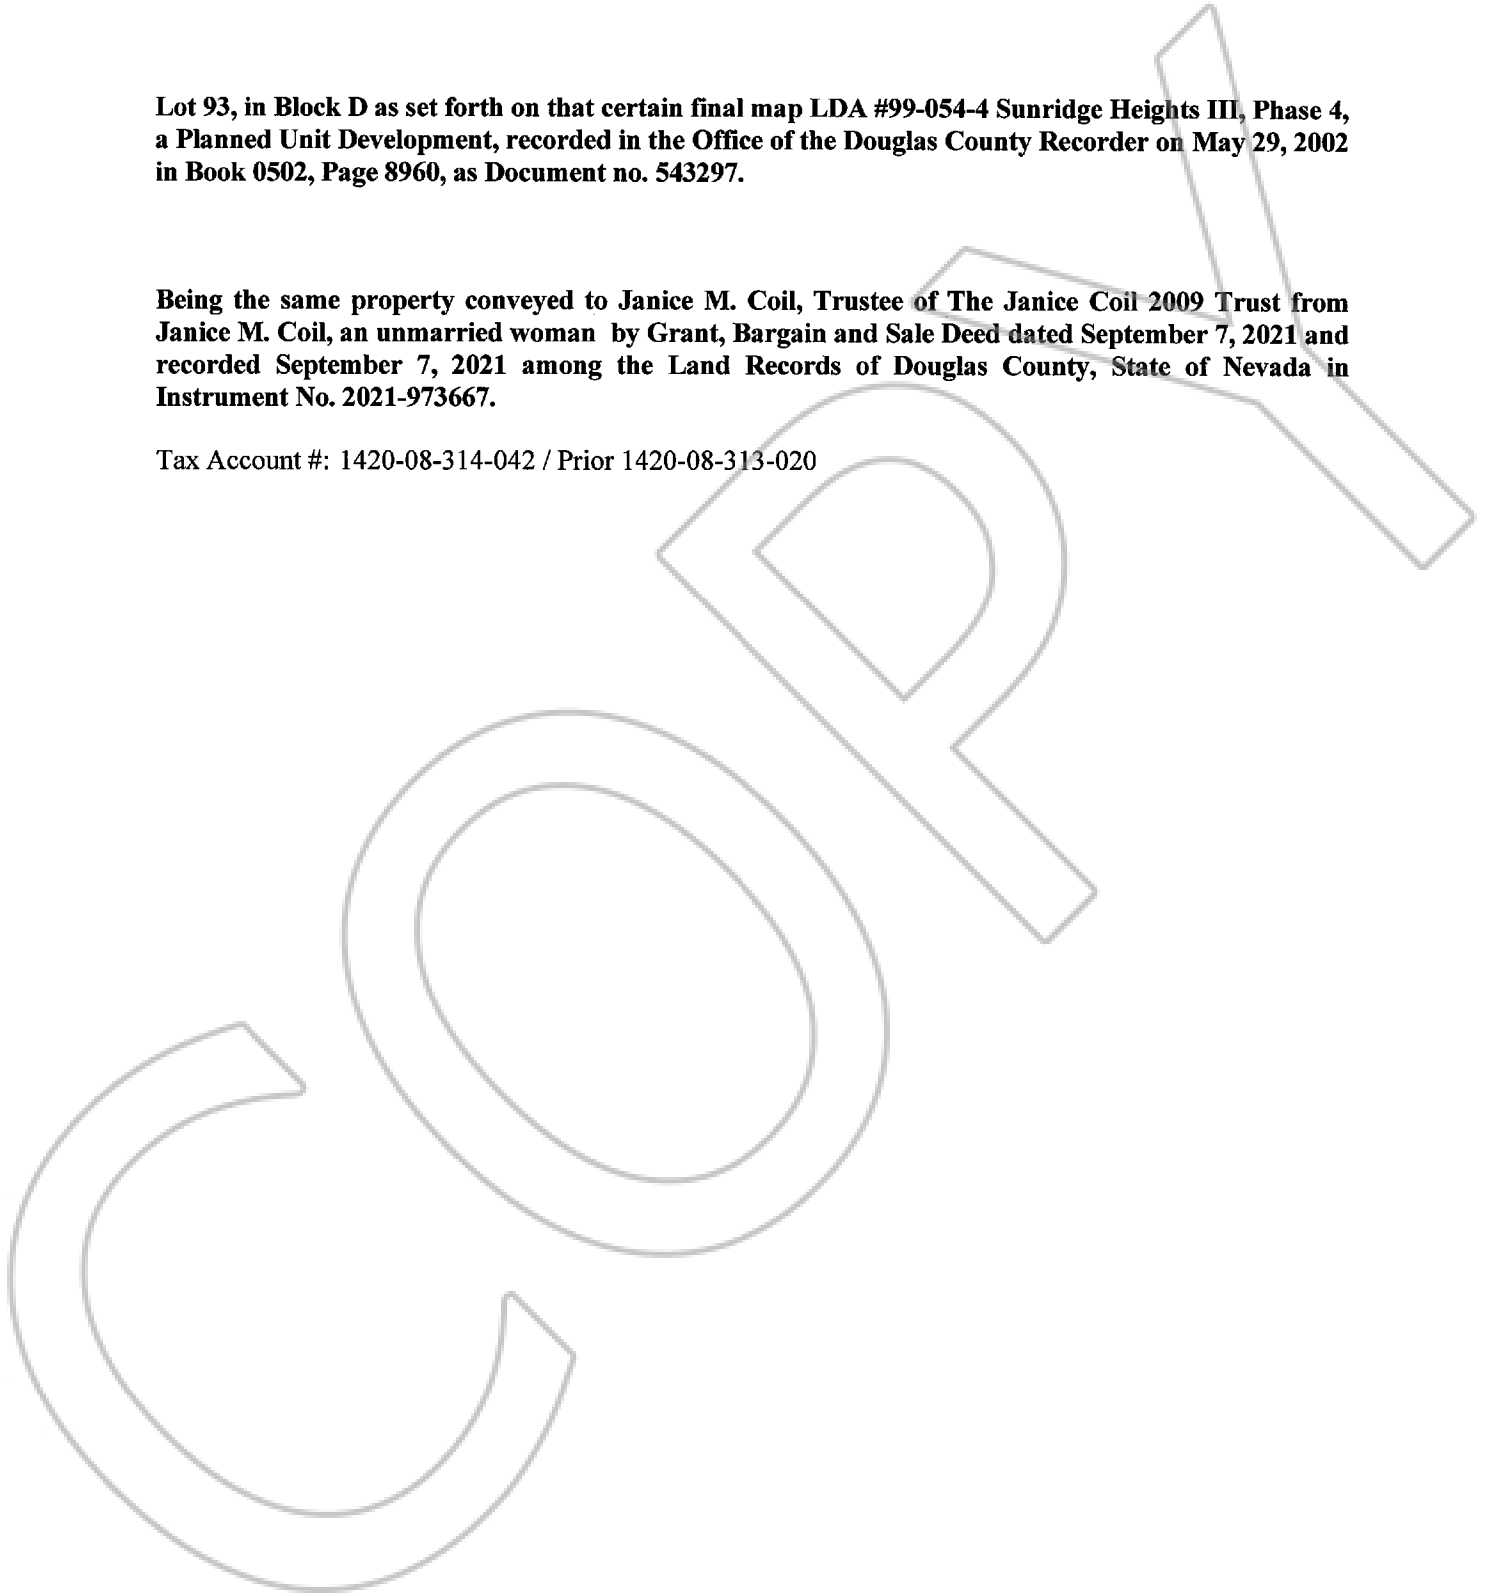 Lot 93, in Block D as set forth on that certain final map LDA #99-054-4 Sunridge Heights III, Phase 4,
a Planned Unit Development, recorded in the Office of the Douglas County Recorder on May 29, 2002
in Book 0502, Page 8960, as Document no. 543297.
Being the same property conveyed to Janice M. Coil, Trustee of The Janice Coil 2009 Trust from
Janice M. Coil, an unmarried woman by Grant, Bargain and Sale Deed dated September 7, 2021 and
recorded September 7, 2021 among the Land Records of Douglas County, State of Nevada in
Instrument No. 2021-973667.
Tax Account #: 1420-08-314-042 / Prior 1420-08-313-020
COPY